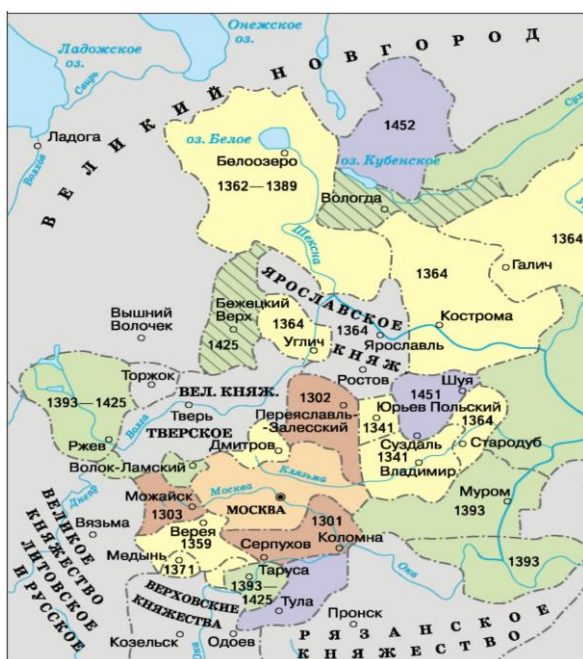 Онежское
оз.
Ладожское
оз.
Свирь
ВЕЛИКИЙ НОВГОРОД
Ладога
Волхов
оз. Белое
Белоозеро
1362—1389
1452
Сух
оз. Кубенское
Вологда
Шексна
1364
Галич
1364
Кострома
Бежецкий
Верх
1425
1364
Углич
ЯРОСЛАВСКОЕ
КНЯЖ.
1364
Ярославль
Ростов
Вышний
Волочек
Торжок
ВЕЛ. КНЯЖ.
Тверь
ТВЕРСКОЕ
Волга
1393—1425
Ржев
Волок-Ламский
1302
Переяславль-
Залесский
Дмитров
Клязьма
1451
Шуя
Юрьев Польский
1341
1364
Суздаль
1341
Стародуб
Владимир
Муром
1393
1393
Можайск
1303
Москва
МОСКВА
Верея
1359
1301
Коломна
Серпухов
Медынь
1371
Таруса
1393—
1425
Тула
Ока
Ока
Днепр
Вязьма
ВЕЛИКОЕ
КНЯЖЕСТВО
ЛИТОВСКОЕ
И РУССКОЕ
ВЕРХОВСКИЕ
КНЯЖЕСТВА
Козельск
Одоев
Пронск
РЯЗАНСКОЕ
КНЯЖЕСТВО